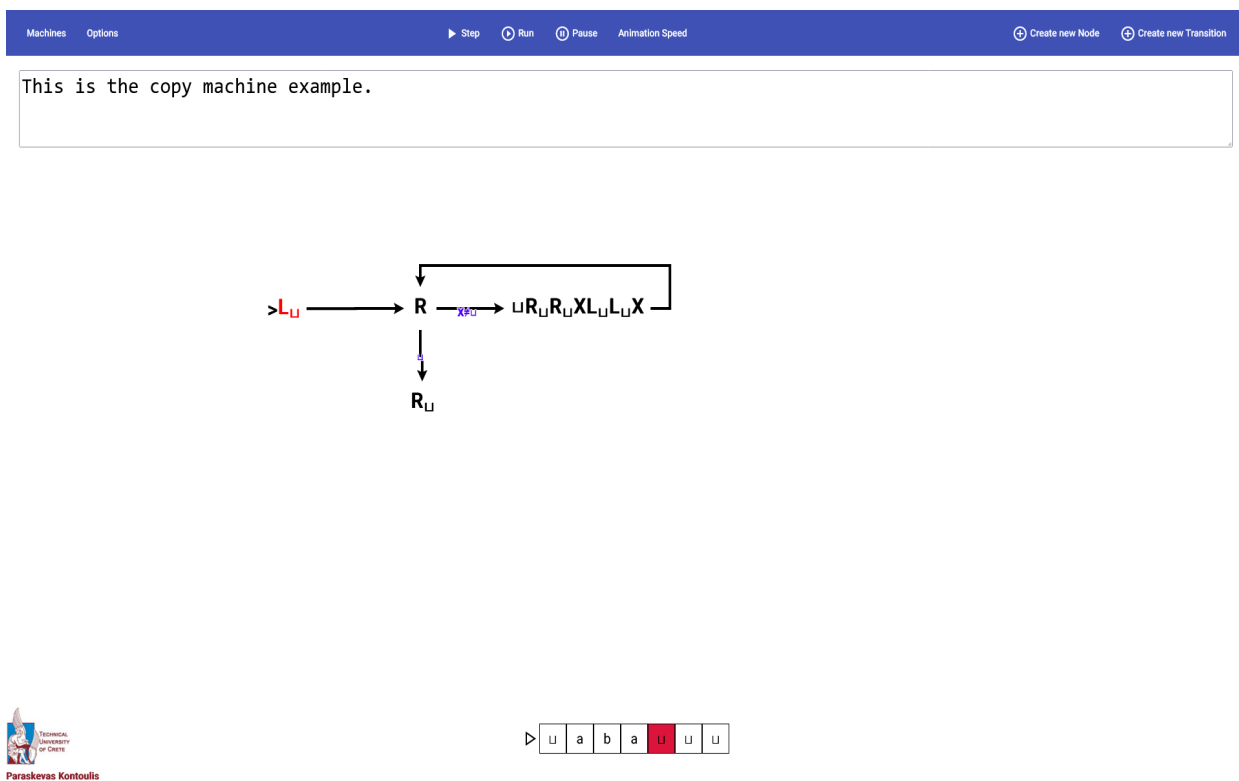 Machines Options Step Run Pause Animation Speed Create new Node Create new Transition
This is the copy machine example.
>L⊔ R X≠⊔ ⊔R⊔R⊔XL⊔L⊔X
⊔
R⊔
TECHNICAL
UNIVERSITY
OF CRETE
▷ ⊔ a b a ⊔ ⊔ ⊔
Paraskevas Kontoulis